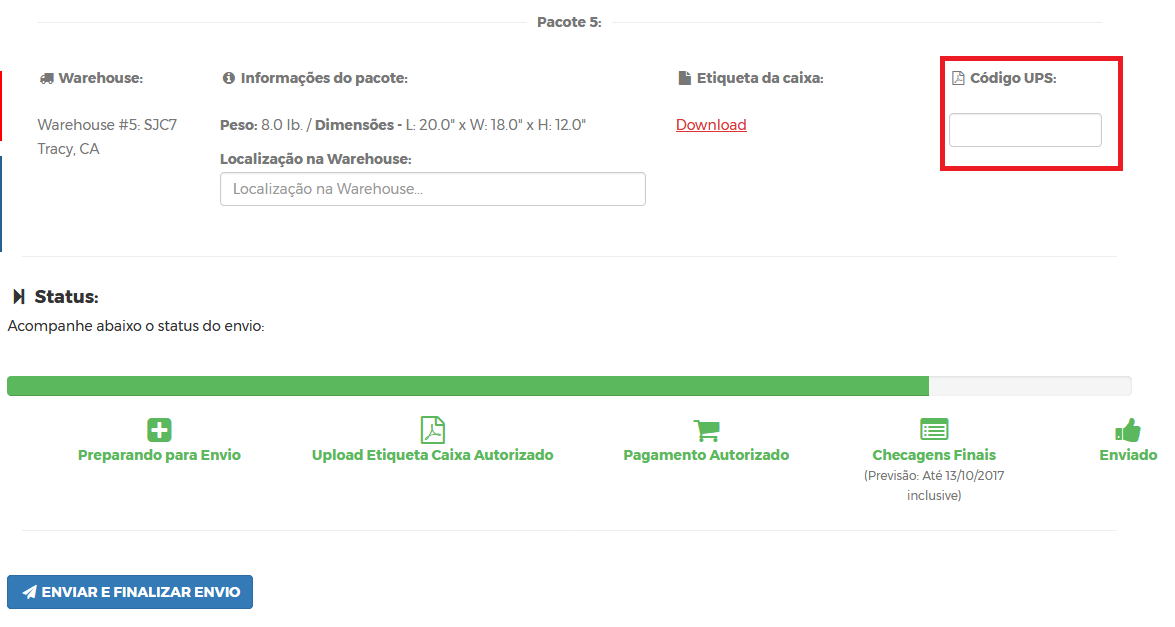 Pacote 5:
Warehouse:
Informações do pacote:
Etiqueta da caixa:
Código UPS:
Warehouse #5: SJC7
Tracy, CA
Peso: 8.0 lb. / Dimensões - L: 20.0" x W: 18.0" x H: 12.0"
Download
Localização na Warehouse:
Localização na Warehouse...
Status:
Acompanhe abaixo o status do envio:
Preparando para Envio
Upload Etiqueta Caixa Autorizado
Pagamento Autorizado
Checagens Finais
(Previsão: Até 13/10/2017
inclusive)
Enviado
ENVIAR E FINALIZAR ENVIO